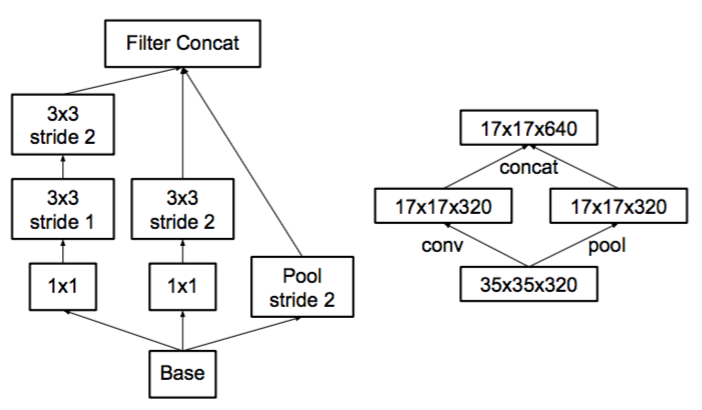 Filter Concat
3x3
stride 2
3x3
stride 1
3x3
stride 2
1x1
1x1
Pool
stride 2
Base
17x17x640
concat
17x17x320
17x17x320
conv
pool
35x35x320